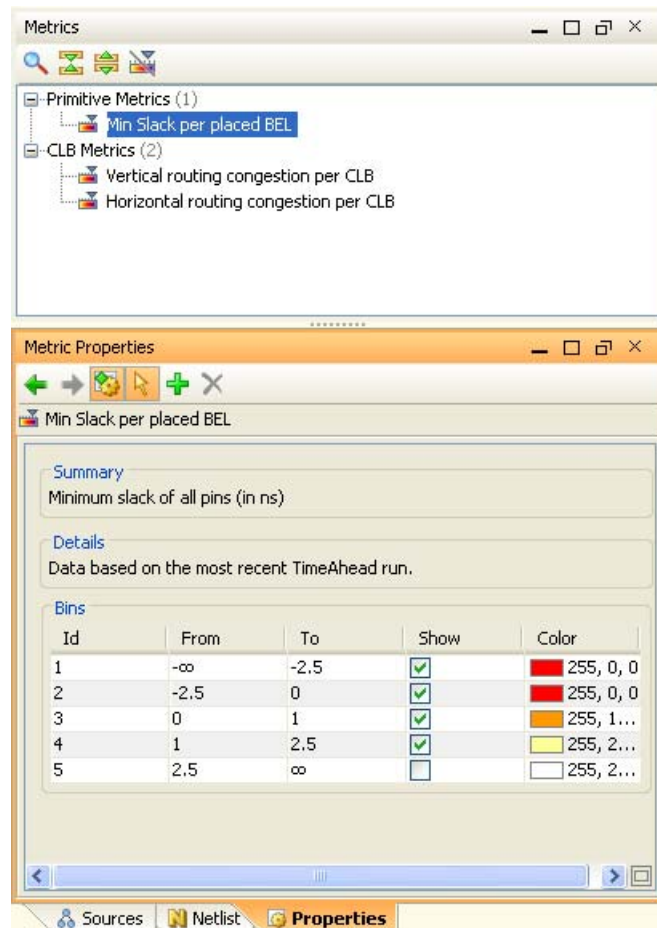 Metrics
Primitive Metrics (1)
Min Slack per placed BEL
CLB Metrics (2)
Vertical routing congestion per CLB
Horizontal routing congestion per CLB
Metric Properties
Min Slack per placed BEL
Summary
Minimum slack of all pins (in ns)
Details
Data based on the most recent TimeAhead run.
Bins
Id From To Show Color
1 -∞ -2.5 255, 0, 0
2 -2.5 0 255, 0, 0
3 0 1 255, 1...
4 1 2.5 255, 2...
5 2.5 ∞ 255, 2...
Sources Netlist Properties